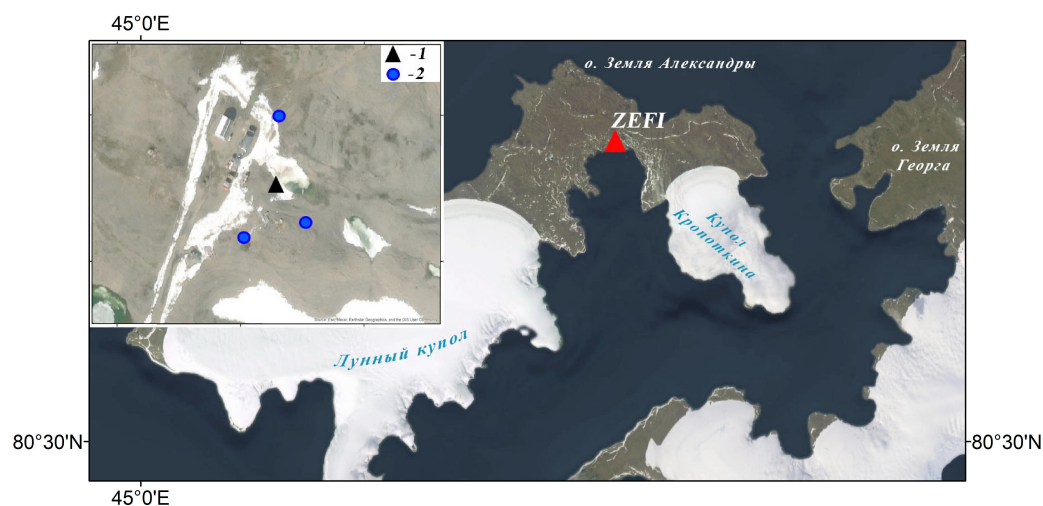 45°0'E
-1
-2
о. Земля Александры
ZEFI
о. Земля
Георга
Купол
Кропоткина
Лунный купол
80°30'N
80°30'N
45°0'E